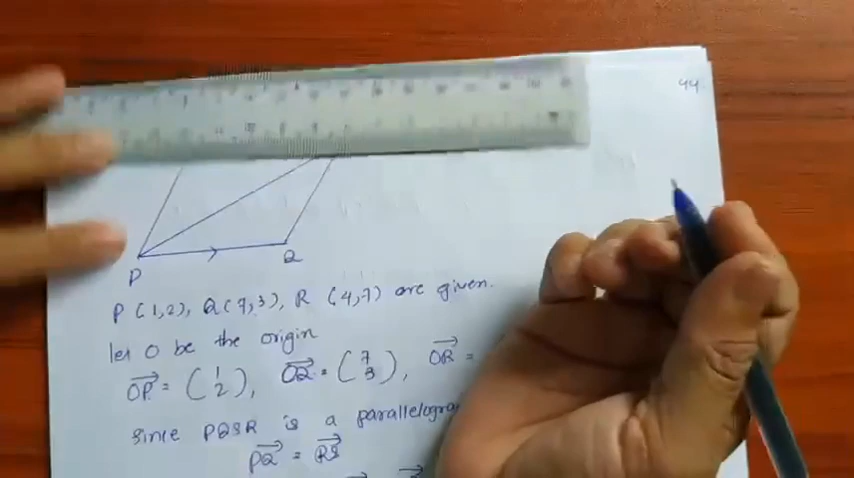 44
P
Q
P (1,2), Q(7,3), R (4,7) are given.
let O be the origin
OP = (1 2), OQ = (7 3), OR =
since PQSR is a parallelogra
PQ = RS